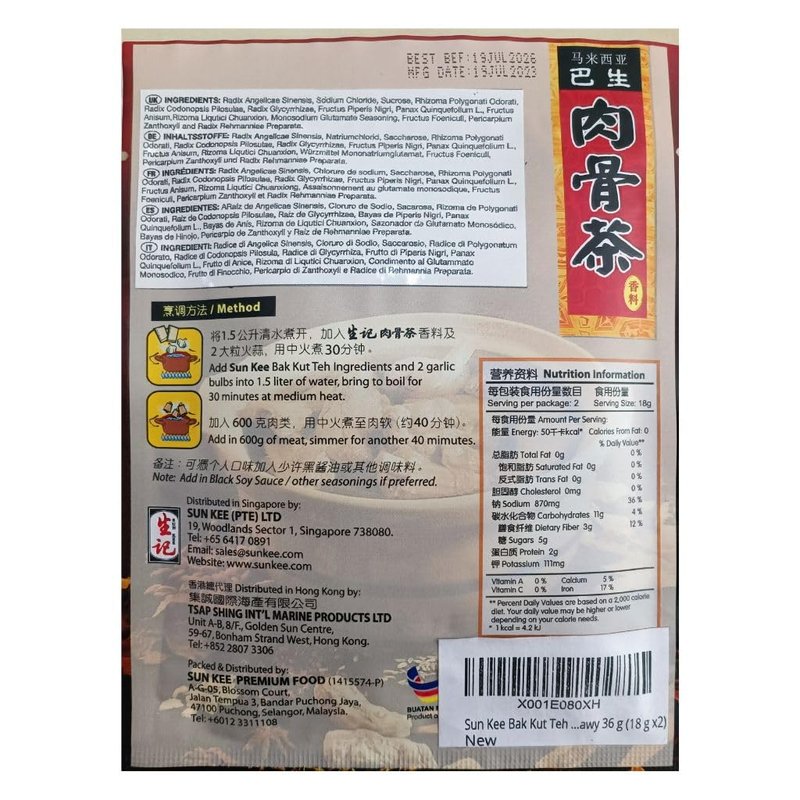 BEST BEF:19JUL2026
MFG DATE:19JUL2023
马来西亚
巴生
肉骨茶
香料
UK INGREDIENTS: Radix Angelicae Sinensis, Sodium Chloride, Sucrose, Rhizoma Polygonati Odorati,
Radix Codonopsis Pilosulae, Radix Glycyrrhizae, Fructus Piperis Nigri, Panax Quinquefolium L., Fructus
Anisum,Rizoma Liqutici Chuanxion, Monosodium Glutamate Seasoning, Fructus Foeniculi, Pericarpium
Zanthoxyli and Radix Rehmanniae Preparata.
DE INHALTSSTOFFE: Radix Angelicae Sinensis, Natriumchlorid, Saccharose, Rhizoma Polygonati
Odorati, Radix Codonopsis Pilosulae, Radix Glycyrrhizae, Fructus Piperis Nigri, Panax Quinquefolium L.,
Fructus Anisum, Rizoma Liqutici Chuanxion, Würzmittel Mononatriumglutamat, Fructus Foeniculi,
Pericarpium Zanthoxyli und Radix Rehmanniae Preparata.
FR INGRÉDIENTS: Radix Angelicae Sinensis, Chlorure de sodium, Saccharose, Rhizoma Polygonati
Odorati, Radix Codonopsis Pilosulae, Radix Glycyrrhizae, Fructus Piperis Nigri, Panax Quinquefolium L.,
Fructus Anisum, Rizoma Liqutici Chuanxiong, Assaisonnement au glutamate monosodique, Fructus
Foeniculi, Pericarpium Zanthoxyli et Radix Rehmanniae Preparata.
ES INGREDIENTES: ARaiz de Angelicae Sinensis, Cloruro de Sodio, Sacarosa, Rizoma de Polygonati
Odorati, Raiz de Codonopsis Pilosulae, Raiz de Glycyrrhizae, Bayas de Piperis Nigri, Panax
Quinquefolium L., Bayas de Anis, Rizoma de Liqutici Chuanxion, Sazonador de Glutamato Monosódico,
Bayas de Hinojo, Pericarpio de Zanthoxyli y Raiz de Rehmanniae Preparata.
IT INGREDIENTI: Radice di Angelica Sinensis, Cloruro di Sodio, Saccarosio, Radice di Polygonatum
Odorato, Radice di Codonopsis Pilosula, Radice di Glycyrrhiza, Frutto di Piperis Nigri, Panax
Quinquefolium L., Frutto di Anice, Rizoma di Liqutici Chuanxion, Condimento al Glutammato
Monosodico, Frutto di Finocchio, Pericarpio di Zanthoxyli e Radice di Rehmannia Preparata.
烹调方法 / Method
将1.5公升清水煮开，加入生记肉骨茶香料及
2大粒火蒜，用中火煮30分钟。
Add Sun Kee Bak Kut Teh Ingredients and 2 garlic
bulbs into 1.5 liter of water, bring to boil for
30 minutes at medium heat.
加入600克肉类，用中火煮至肉软 (约40分钟)。
Add in 600g of meat, simmer for another 40 mimutes.
备注：可凭个人口味加入少许黑酱油或其他调味料。
Note: Add in Black Soy Sauce / other seasonings if preferred.
生记
Distributed in Singapore by:
SUN KEE (PTE) LTD
19, Woodlands Sector 1, Singapore 738080.
Tel: +65 6417 0891
Email: sales@sunkee.com
Website: www.sunkee.com
香港總代理 Distributed in Hong Kong by:
集誠國際海產有限公司
TSAP SHING INT'L MARINE PRODUCTS LTD
Unit A-B, 8/F., Golden Sun Centre,
59-67, Bonham Strand West, Hong Kong.
Tel: +852 2807 3306
Packed & Distributed by:
SUN KEE PREMIUM FOOD (1415574-P)
A-G-05, Blossom Court,
Jalan Tempua 3, Bandar Puchong Jaya,
47100 Puchong, Selangor, Malaysia.
Tel: +6012 3311108
BUATAN
Product o
营养资料 Nutrition Information
每包装食用份量数目 食用份量
Serving per package: 2 Serving Size: 18g
每食用份量 Amount Per Serving:
能量 Energy: 50千卡kcal* Calories From Fat: 0
% Daily Value**
总脂肪 Total Fat 0g 0 %
饱和脂肪 Saturated Fat 0g 0 %
反式脂肪 Trans Fat 0g 0 %
胆固醇 Cholesterol 0mg 0 %
钠 Sodium 870mg 36 %
碳水化合物 Carbohydrates 11g 4 %
膳食纤维 Dietary Fiber 3g 12 %
糖 Sugars 5g
蛋白质 Protein 2g
钾 Potassium 111mg
Vitamin A 0 % Calcium 5 %
Vitamin C 0 % Iron 17 %
** Percent Daily Values are based on a 2,000 calorie
diet. Your daily value may be higher or lower
depending on your calorie needs.
* 1 kcal = 4.2 kJ
X001E080XH
Sun Kee Bak Kut Teh ...awy 36 g (18 g x2)
New